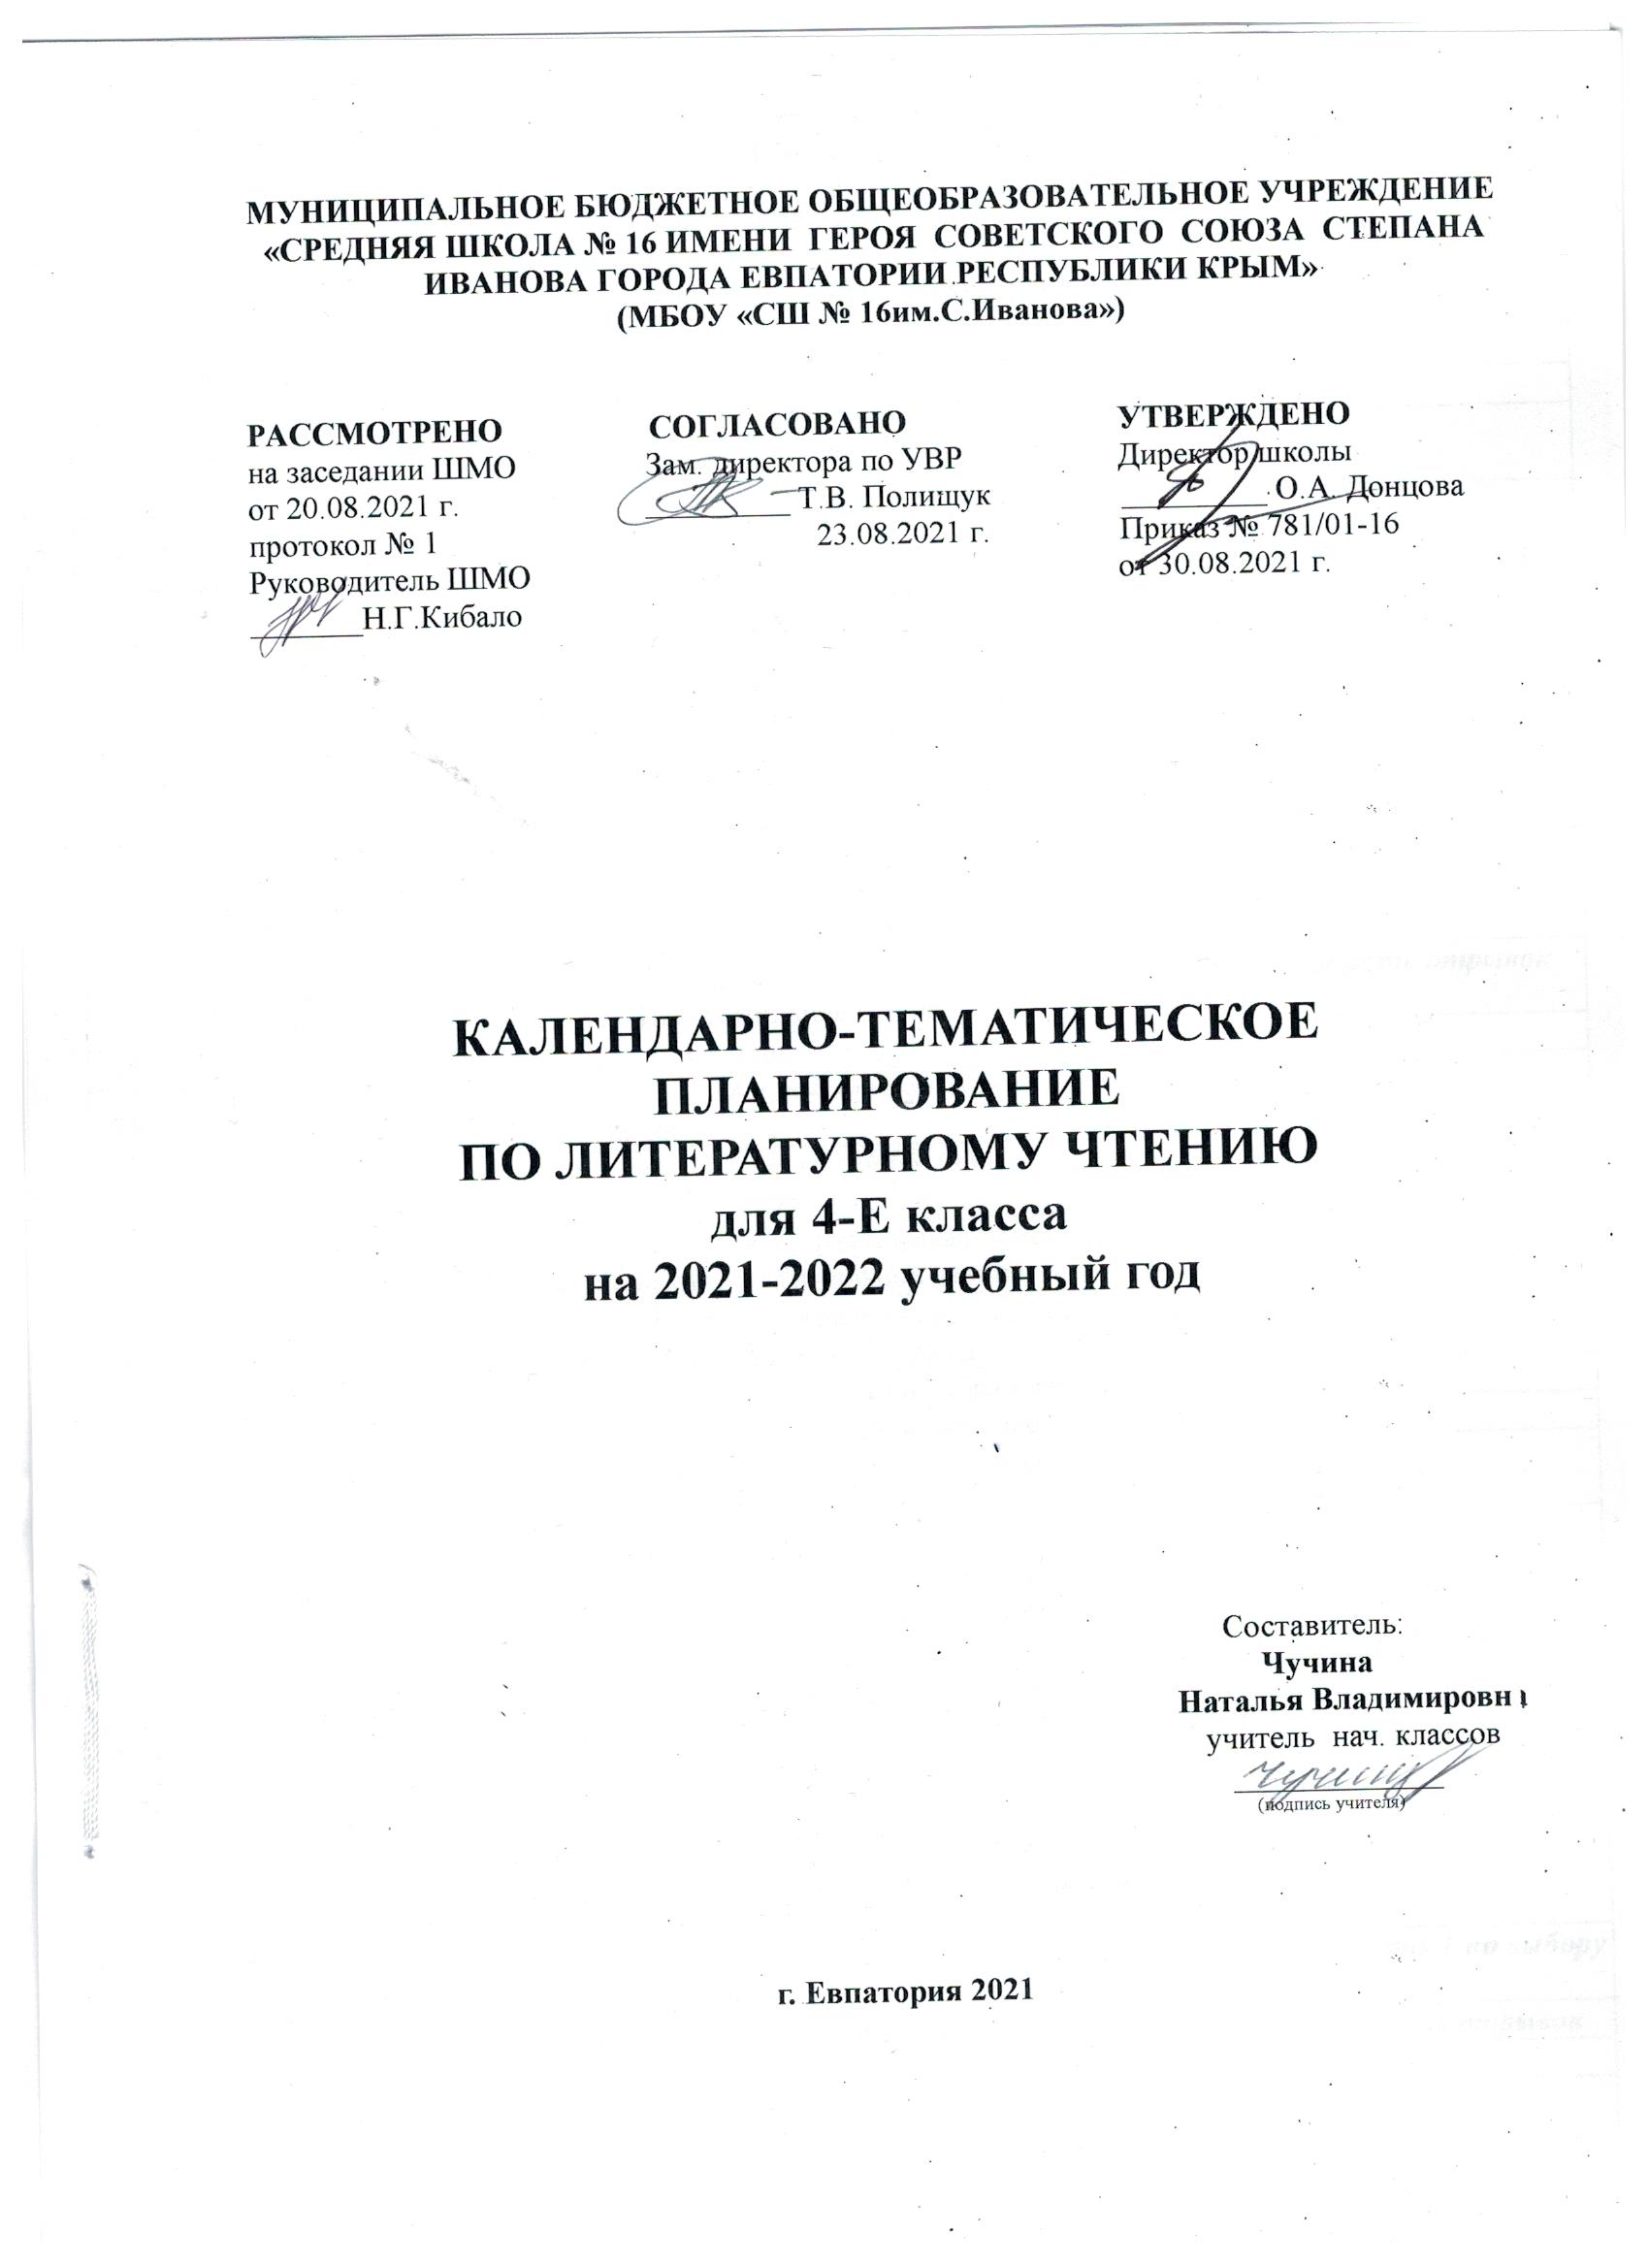 МУНИЦИПАЛЬНОЕ БЮДЖЕТНОЕ ОБЩЕОБРАЗОВАТЕЛЬНОЕ УЧРЕЖДЕНИЕ
«СРЕДНЯЯ ШКОЛА № 16 ИМЕНИ ГЕРОЯ СОВЕТСКОГО СОЮЗА СТЕПАНА
ИВАНОВА ГОРОДА ЕВПАТОРИИ РЕСПУБЛИКИ КРЫМ»
(МБОУ «СШ № 16им.С.Иванова»)
РАССМОТРЕНО
на заседании ШМО
от 20.08.2021 г.
протокол № 1
Руководитель ШМО
Н.Г.Кибало
СОГЛАСОВАНО
Зам. директора по УВР
Т.В. Полищук
23.08.2021 г.
УТВЕРЖДЕНО
Директор школы
О.А. Донцова
Приказ № 781/01-16
от 30.08.2021 г.
КАЛЕНДАРНО-ТЕМАТИЧЕСКОЕ
ПЛАНИРОВАНИЕ
ПО ЛИТЕРАТУРНОМУ ЧТЕНИЮ
для 4-Е класса
на 2021-2022 учебный год
Составитель:
Чучина
Наталья Владимировна
учитель нач. классов
(подпись учителя)
г. Евпатория 2021